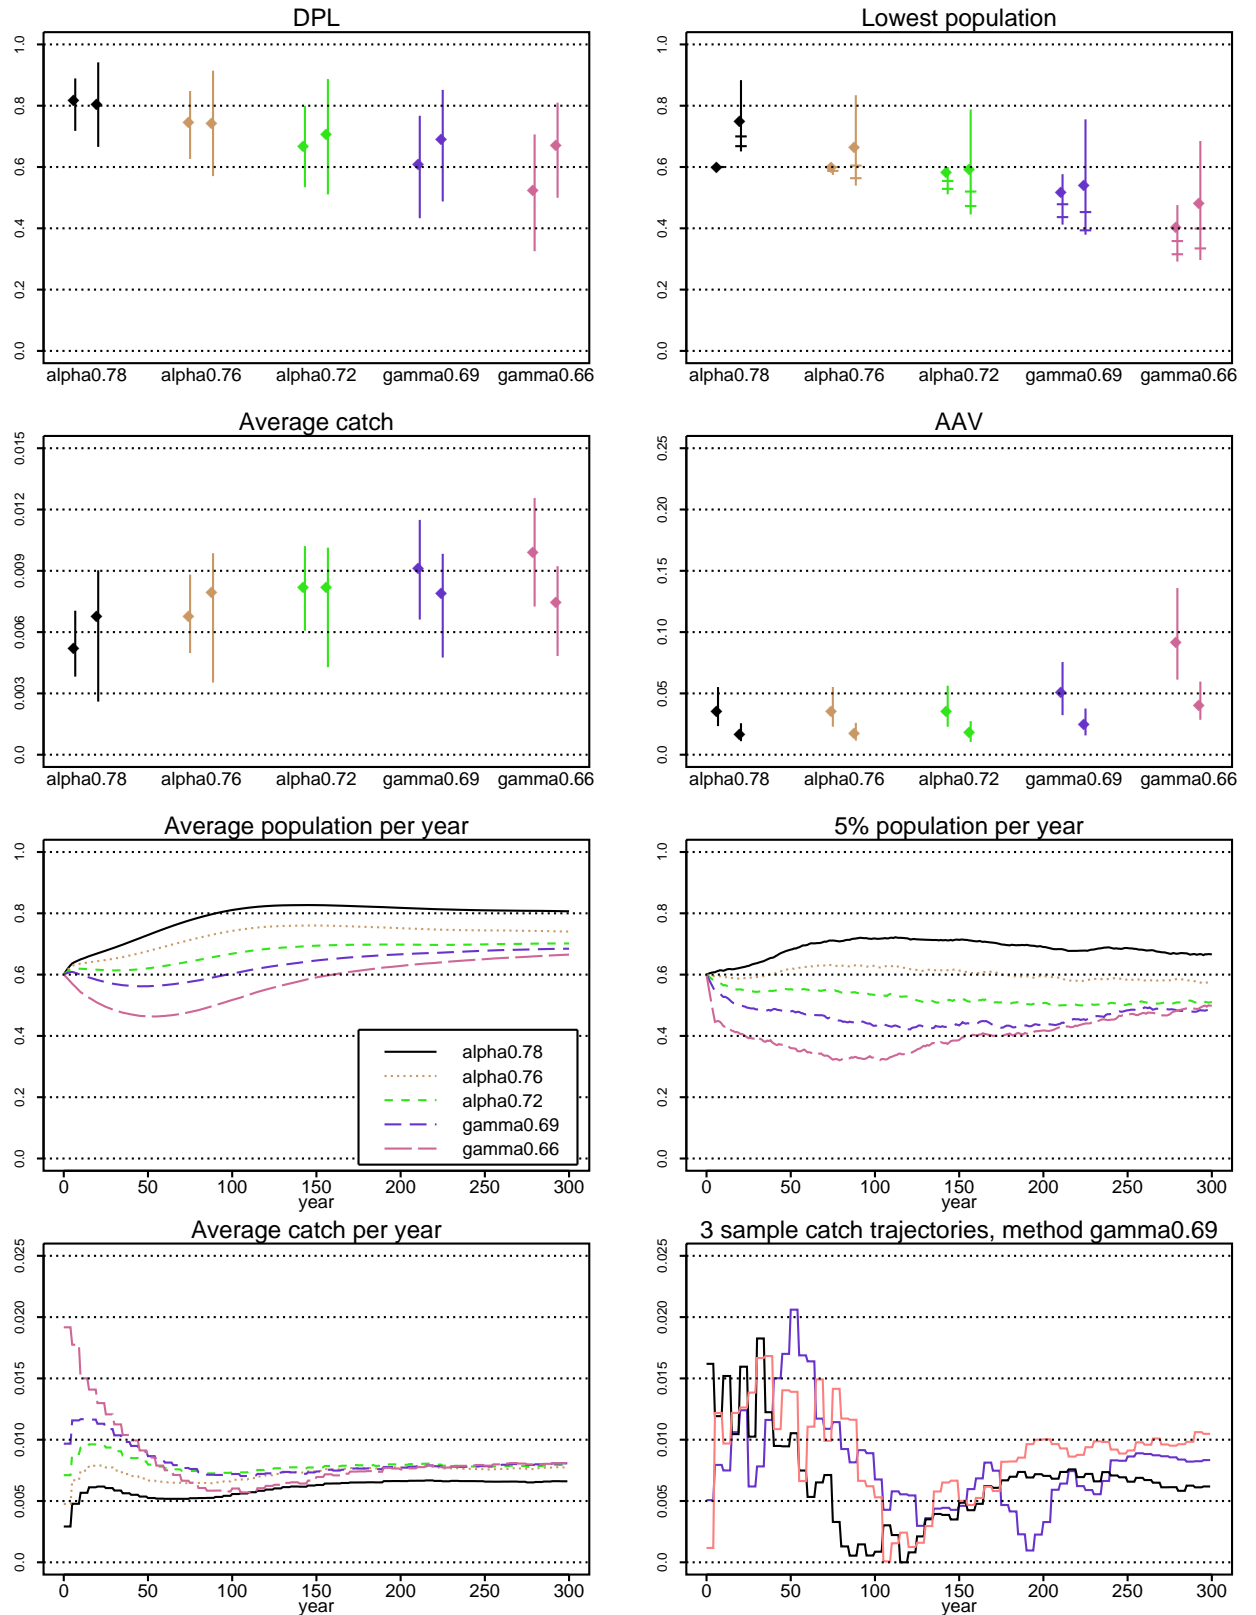 DPL
1.0
0.8
0.6
0.4
0.2
0.0
alpha0.78 alpha0.76 alpha0.72 gamma0.69 gamma0.66
Lowest population
1.0
0.8
0.6
0.4
0.2
0.0
alpha0.78 alpha0.76 alpha0.72 gamma0.69 gamma0.66
Average catch
0.015
0.012
0.009
0.006
0.003
0.0
alpha0.78 alpha0.76 alpha0.72 gamma0.69 gamma0.66
AAV
0.25
0.20
0.15
0.10
0.05
0.0
alpha0.78 alpha0.76 alpha0.72 gamma0.69 gamma0.66
Average population per year
1.0
0.8
0.6
0.4
0.2
0.0
alpha0.78
alpha0.76
alpha0.72
gamma0.69
gamma0.66
0 50 100 150 200 250 300
year
5% population per year
1.0
0.8
0.6
0.4
0.2
0.0
0 50 100 150 200 250 300
year
Average catch per year
0.025
0.020
0.015
0.010
0.005
0.0
0 50 100 150 200 250 300
year
3 sample catch trajectories, method gamma0.69
0.025
0.020
0.015
0.010
0.005
0.0
0 50 100 150 200 250 300
year